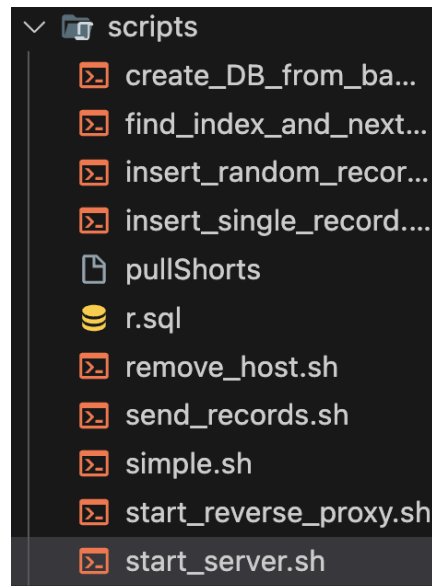 scripts
create_DB_from_ba...
find_index_and_next...
insert_random_recor...
insert_single_record....
pullShorts
r.sql
remove_host.sh
send_records.sh
simple.sh
start_reverse_proxy.sh
start_server.sh